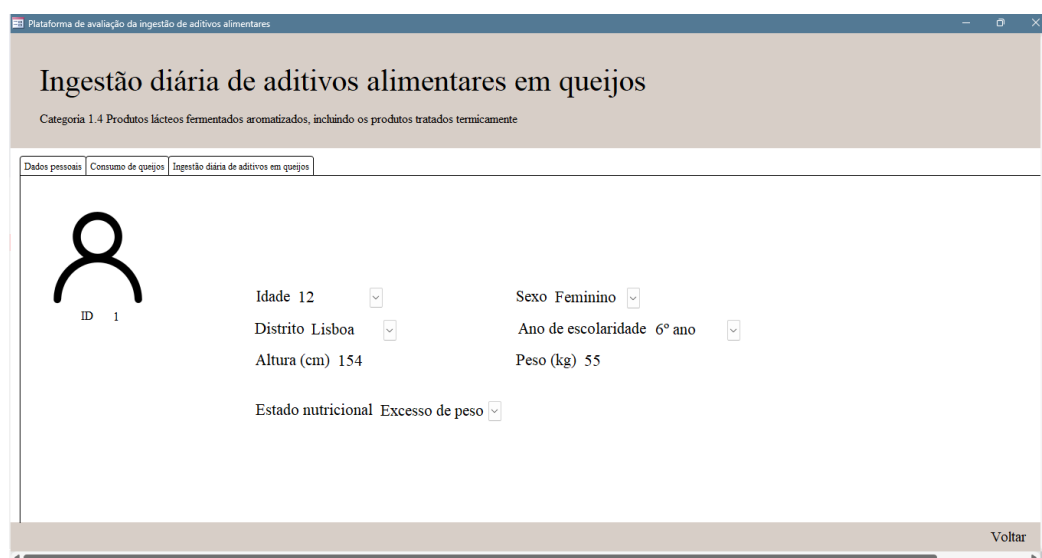 Plataforma de avaliação da ingestão de aditivos alimentares
Ingestão diária de aditivos alimentares em queijos
Categoria 1.4 Produtos lácteos fermentados aromatizados, incluindo os produtos tratados termicamente
Dados pessoais Consumo de queijos Ingestão diária de aditivos em queijos
ID 1
Idade 12 Sexo Feminino
Distrito Lisboa Ano de escolaridade 6º ano
Altura (cm) 154 Peso (kg) 55
Estado nutricional Excesso de peso
Voltar